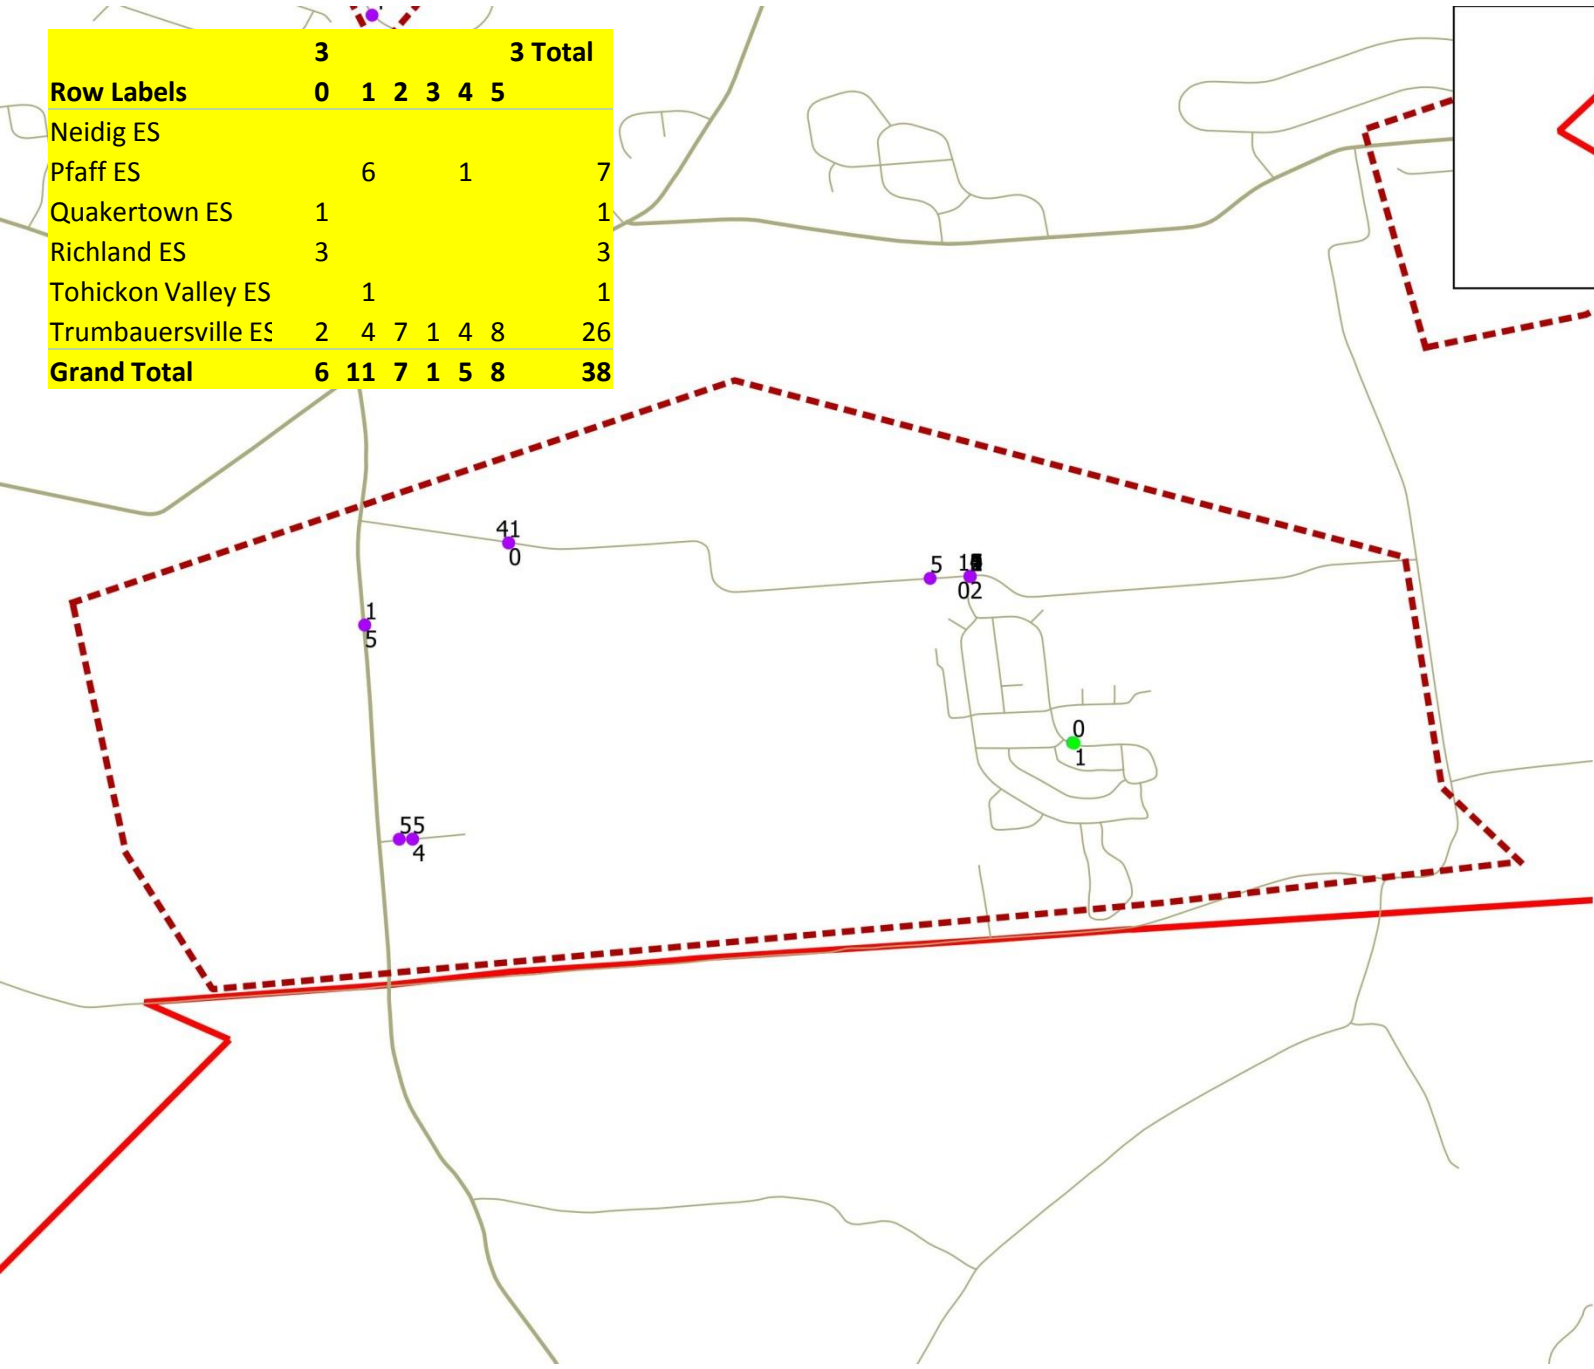 3 3 Total
Row Labels 0 1 2 3 4 5
Neidig ES
Pfaff ES 6 1 7
Quakertown ES 1 1
Richland ES 3 3
Tohickon Valley ES 1 1
Trumbauersville ES 2 4 7 1 4 8 26
Grand Total 6 11 7 1 5 8 38
41
0
5
02
1
5
0
1
55
4